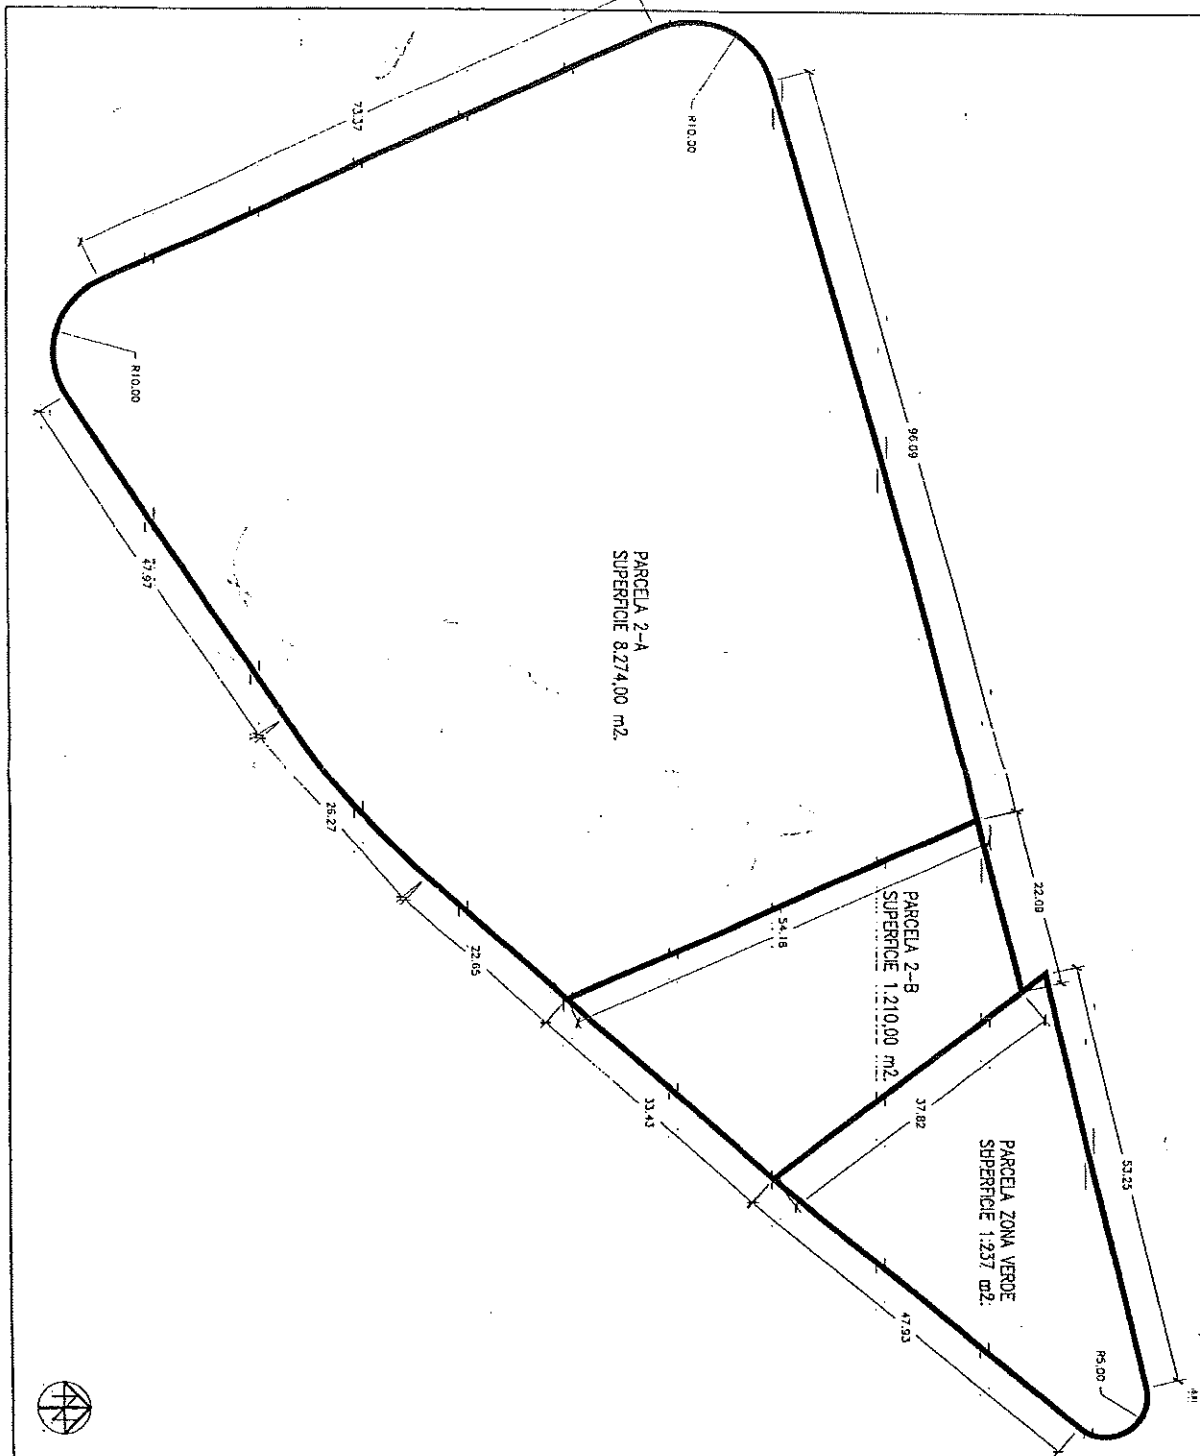 73.37
R10.00
R10.00
96.09
47.97
PARCELA 2-A
SUPERFICIE 8.274,00 m2.
26.27
22.65
54.18
22.09
PARCELA 2-B
SUPERFICIE 1.210,00 m2.
33.43
37.82
53.25
PARCELA ZONA VERDE
SUPERFICIE 1.237 m2.
47.93
R5.00
N